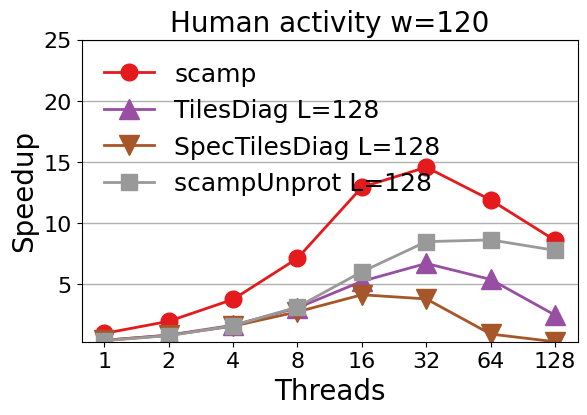 Human activity w=120
25
20
15
10
5
Speedup
scamp
TilesDiag L=128
SpecTilesDiag L=128
scampUnprot L=128
1 2 4 8 16 32 64 128
Threads